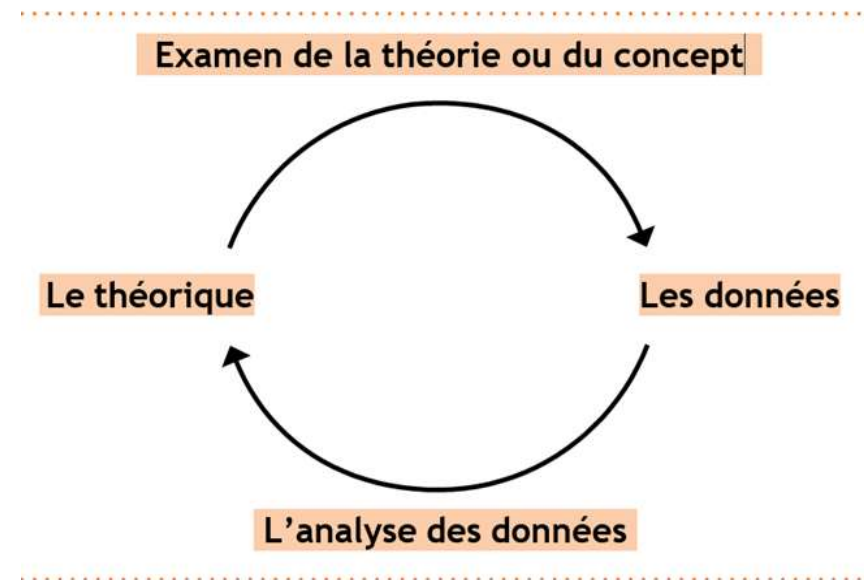 Examen de la théorie ou du concept
Le théorique
Les données
L'analyse des données